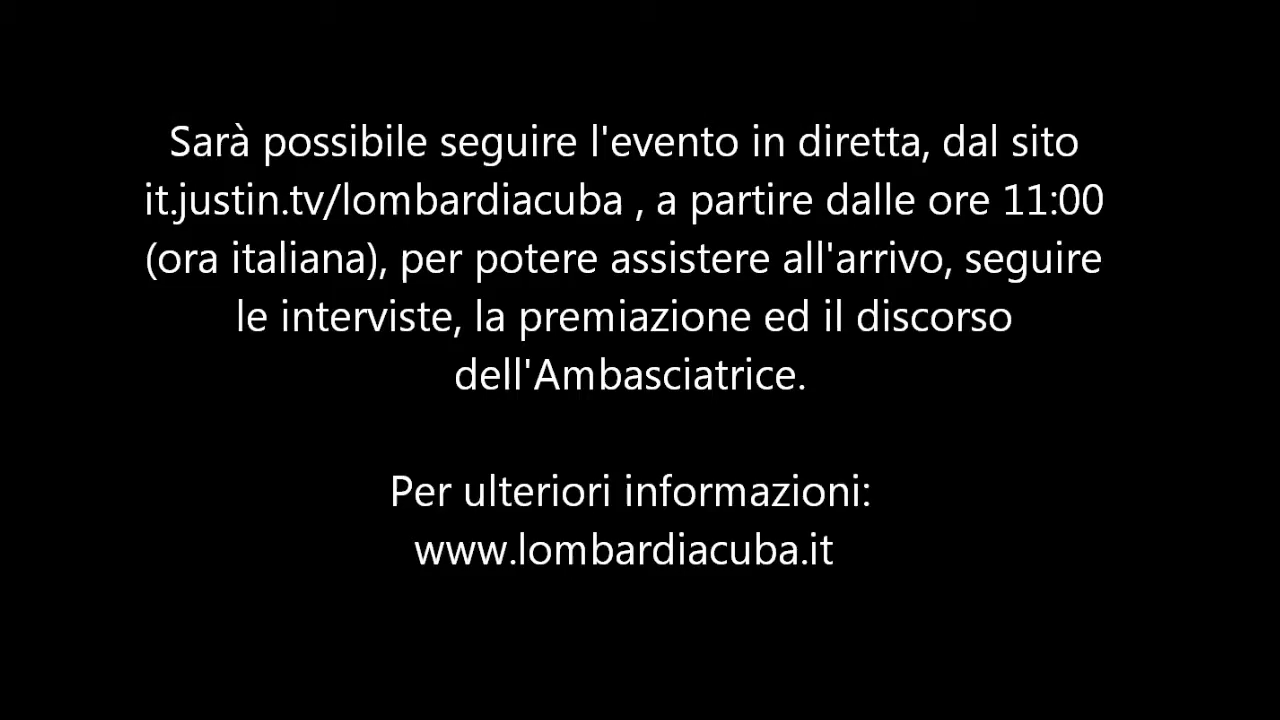 Sarà possibile seguire l'evento in diretta, dal sito
it.justin.tv/lombardiacuba , a partire dalle ore 11:00
(ora italiana), per potere assistere all'arrivo, seguire
le interviste, la premiazione ed il discorso
dell'Ambasciatrice.
Per ulteriori informazioni:
www.lombardiacuba.it